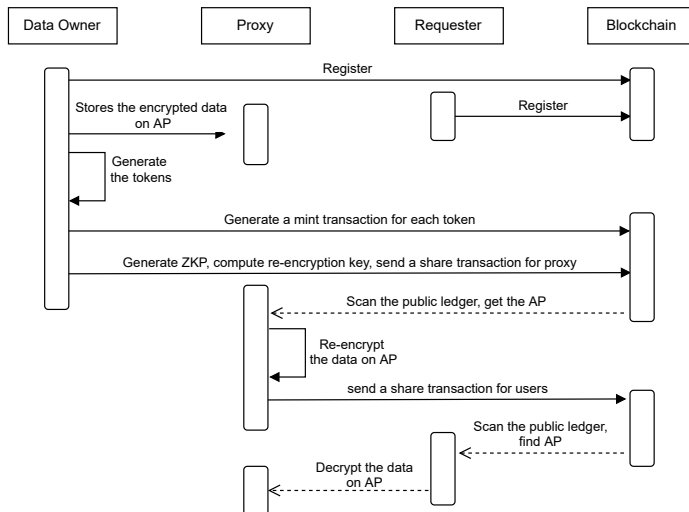 Data Owner
Proxy
Requester
Blockchain
Register
Stores the encrypted data
on AP
Register
Generate
the tokens
Generate a mint transaction for each token
Generate ZKP, compute re-encryption key, send a share transaction for proxy
Scan the public ledger, get the AP
Re-encrypt
the data on AP
send a share transaction for users
Scan the public ledger,
find AP
Decrypt the data
on AP